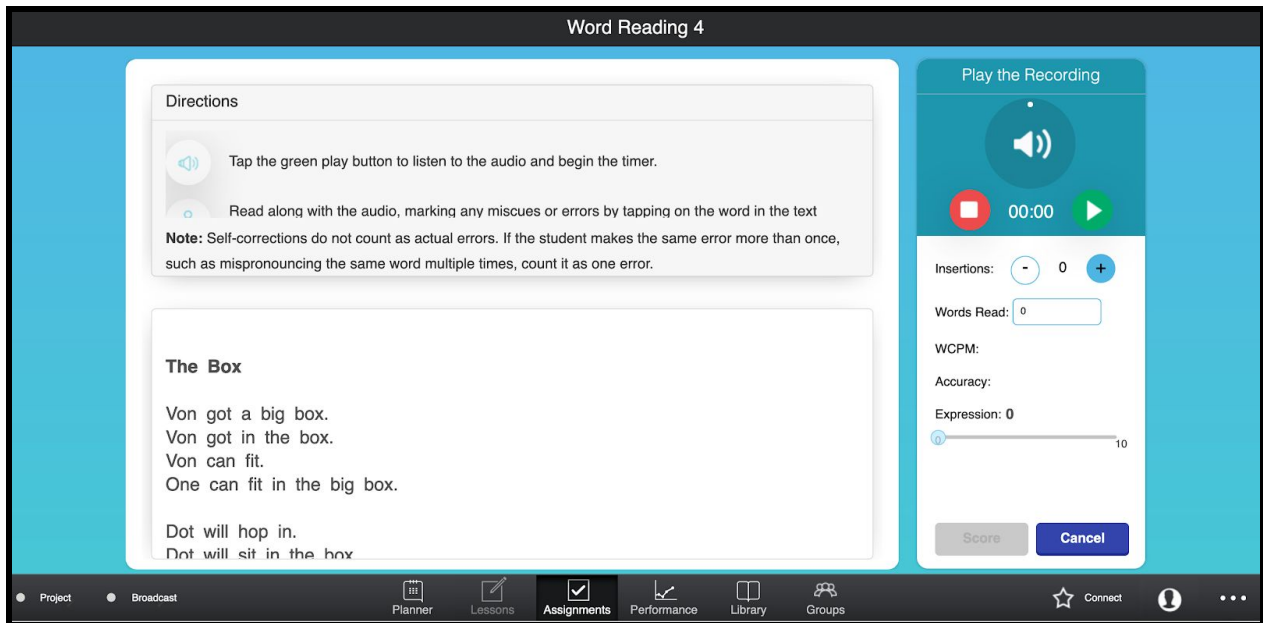 Word Reading 4
Directions
Tap the green play button to listen to the audio and begin the timer.
Read along with the audio, marking any miscues or errors by tapping on the word in the text
Note: Self-corrections do not count as actual errors. If the student makes the same error more than once,
such as mispronouncing the same word multiple times, count it as one error.
The Box
Von got a big box.
Von got in the box.
Von can fit.
One can fit in the big box.
Dot will hop in.
Dot will sit in the box
Play the Recording
00:00
Insertions: - 0 +
Words Read: 0
WCPM:
Accuracy:
Expression: 0
0
10
Score Cancel
Project Broadcast Planner Lessons Assignments Performance Library Groups Connect